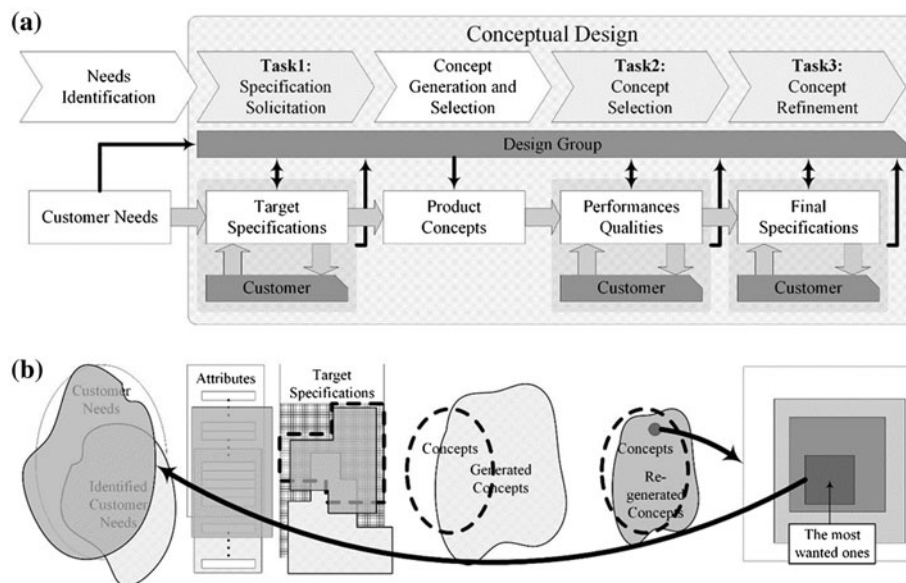 (a)
Conceptual Design
Needs
Identification
Task1:
Specification
Solicitation
Concept
Generation and
Selection
Task2:
Concept
Selection
Task3:
Concept
Refinement
Design Group
Customer Needs
Target
Specifications
Product
Concepts
Performances
Qualities
Final
Specifications
Customer
Customer
Customer
(b)
Customer
Needs
Identified
Customer
Needs
Attributes
Target
Specifications
Concepts
Generated
Concepts
Concepts
Re-
generated
Concepts
The most
wanted ones